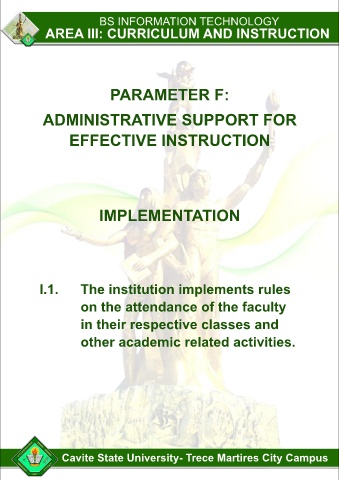 BS INFORMATION TECHNOLOGY
AREA III: CURRICULUM AND INSTRUCTION
PARAMETER F:
ADMINISTRATIVE SUPPORT FOR
EFFECTIVE INSTRUCTION
IMPLEMENTATION
I.1. The institution implements rules
on the attendance of the faculty
in their respective classes and
other academic related activities.
Cavite State University- Trece Martires City Campus